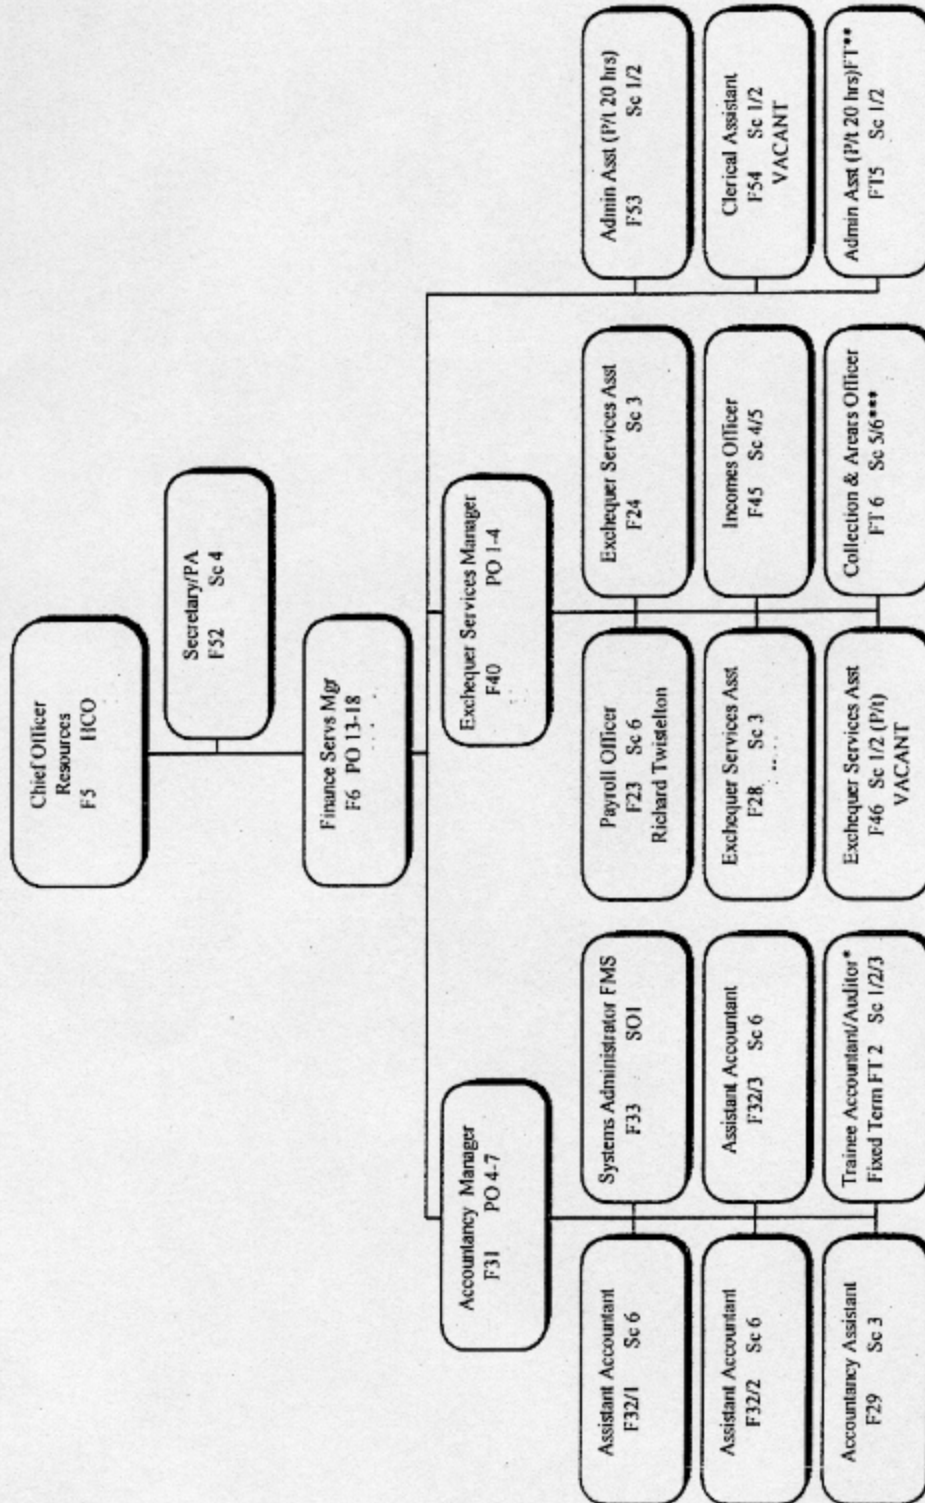 Chief Officer
Resources
F5 HCO
Secretary/PA
F52 Sc 4
Finance Servs Mgr
F6 PO 13-18
Accountancy Manager
F31 PO 4-7
Exchequer Services Manager
F40 PO 1-4
Assistant Accountant
F32/1 Sc 6
Systems Administrator FMS
F33 SO1
Payroll Officer
F23 Sc 6
Richard Twistelton
Exchequer Services Asst
F24 Sc 3
Admin Asst (P/t 20 hrs)
F53 Sc 1/2
Assistant Accountant
F32/2 Sc 6
Assistant Accountant
F32/3 Sc 6
Exchequer Services Asst
F28 Sc 3
Incomes Officer
F45 Sc 4/5
Clerical Assistant
F54 Sc 1/2
VACANT
Accountancy Assistant
F29 Sc 3
Trainee Accountant/Auditor*
Fixed Term FT 2 Sc 1/2/3
Exchequer Services Asst
F46 Sc 1/2 (P/t)
VACANT
Collection & Arears Officer
FT 6 Sc 5/6***
Admin Asst (P/t 20 hrs)FT**
FT5 Sc 1/2